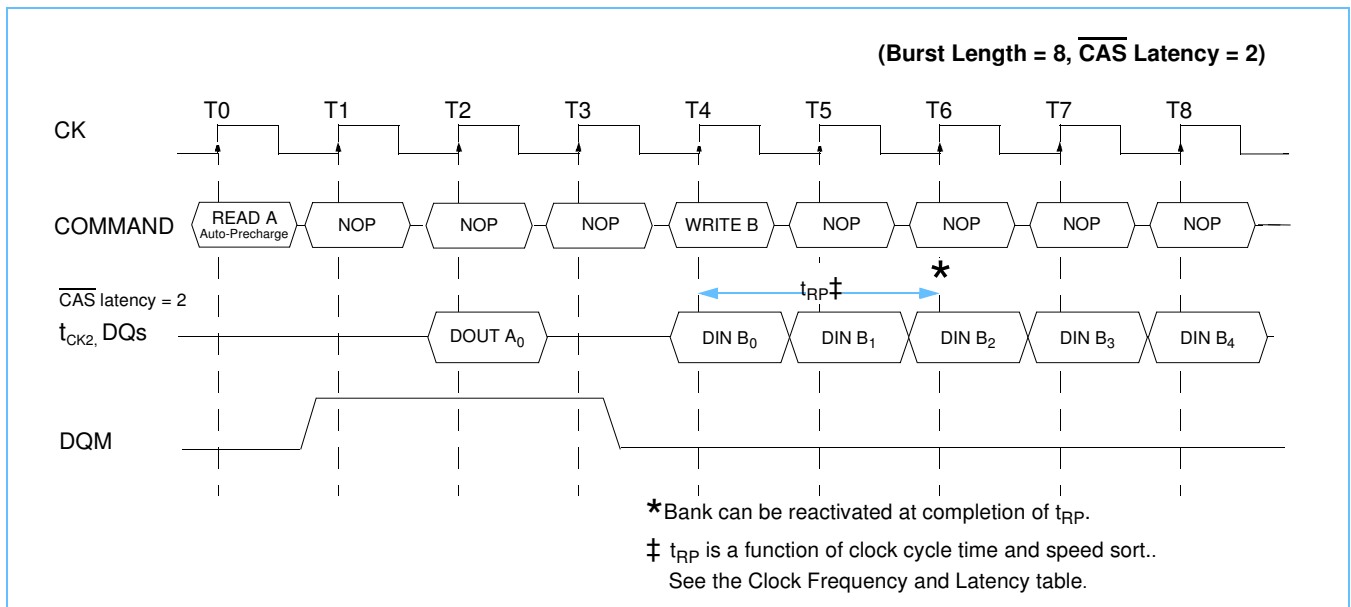 (Burst Length = 8, CAS Latency = 2)
T0 T1 T2 T3 T4 T5 T6 T7 T8
CK
COMMAND
READ A NOP NOP NOP WRITE B NOP NOP NOP NOP
Auto-Precharge
*
tRP‡
CAS latency = 2
tCK2, DQs
DOUT A0 DIN B0 DIN B1 DIN B2 DIN B3 DIN B4
DQM
*Bank can be reactivated at completion of tRP.
‡ tRP is a function of clock cycle time and speed sort..
See the Clock Frequency and Latency table.